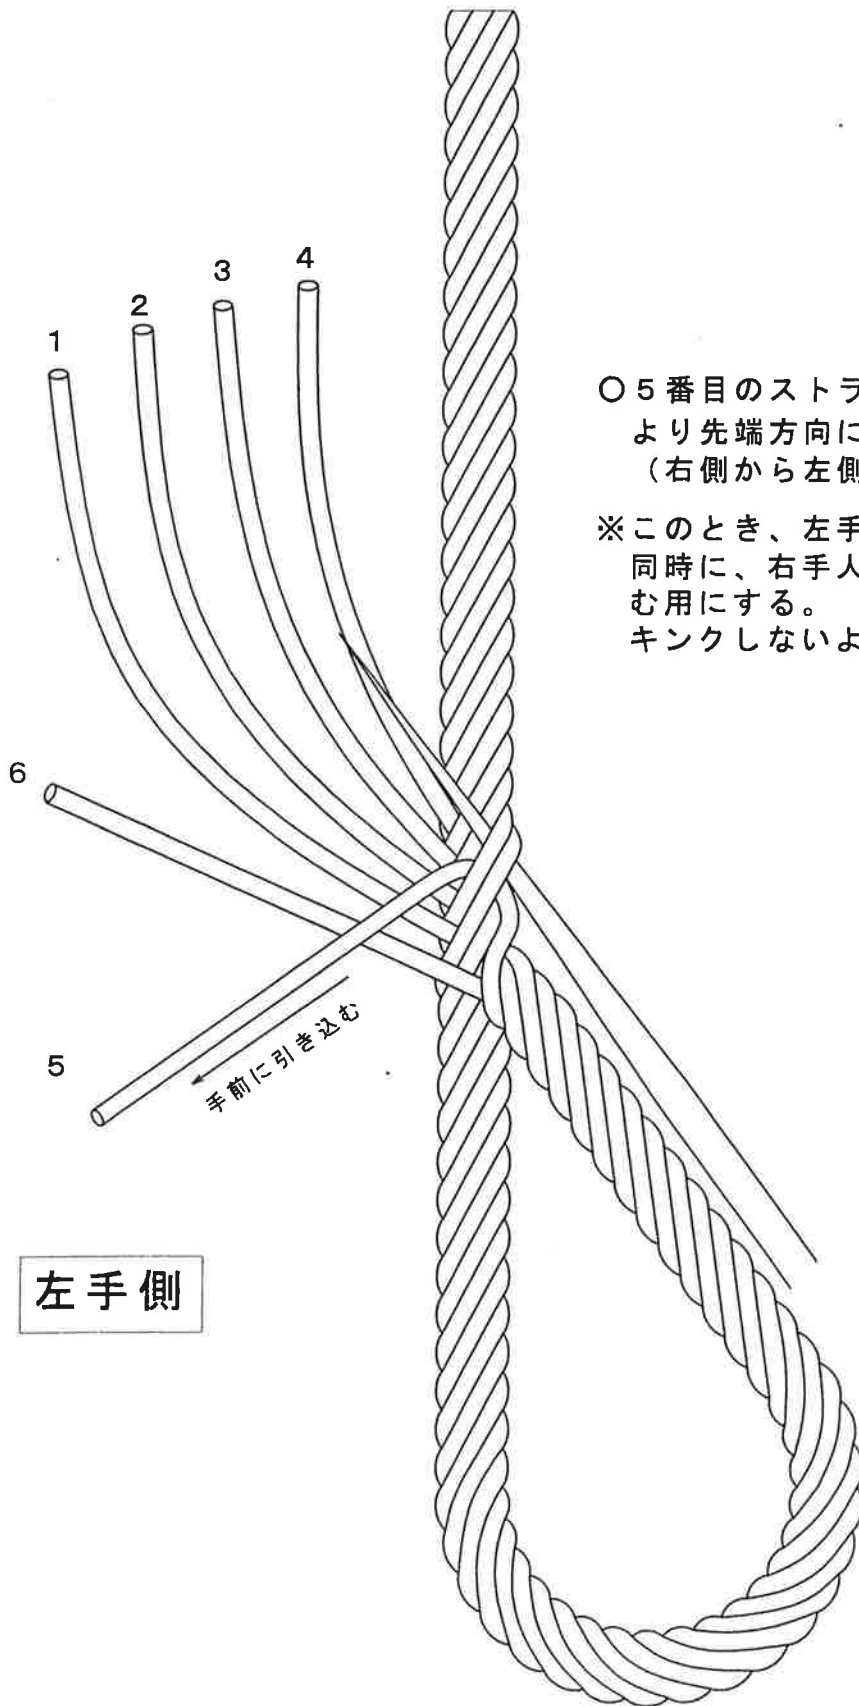 4
3
2
1
○５番目のストラ
より先端方向に
（右側から左側
※このとき、左手
同時に、右手人
む用にする。
キンクしないよ
6
手前に引き込む
5
左手側